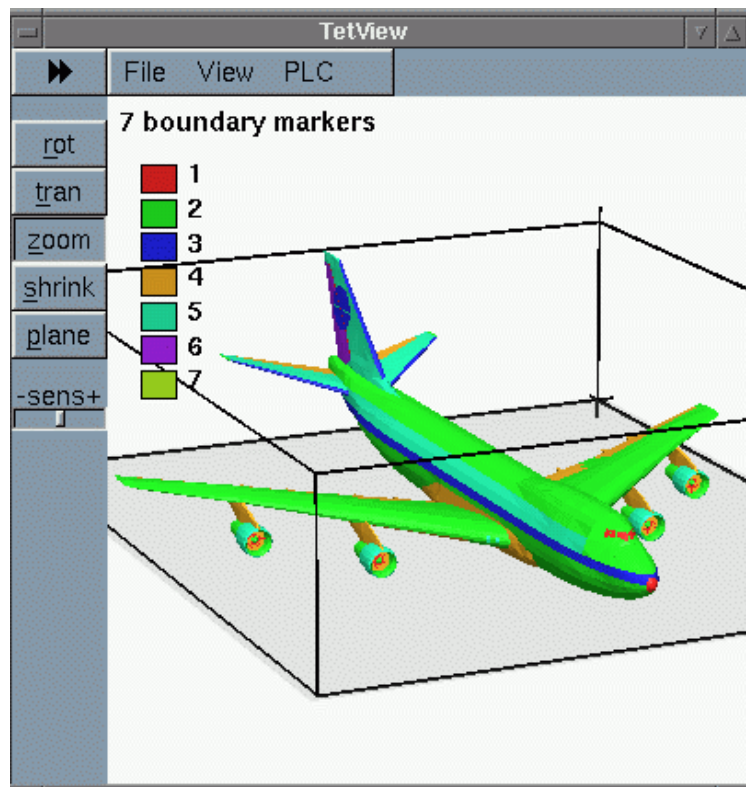 TetView
File View PLC
7 boundary markers
rot
tran
zoom
shrink
plane
-sens+
1
2
3
4
5
6
7